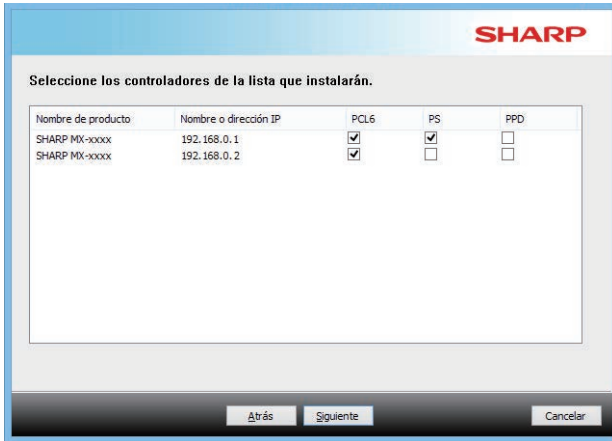 SHARP
Seleccione los controladores de la lista que instalarán.
Nombre de producto Nombre o dirección IP PCL6 PS PPD
SHARP MX-xxxx 192.168.0.1
SHARP MX-xxxx 192.168.0.2
Atrás Siguiente Cancelar